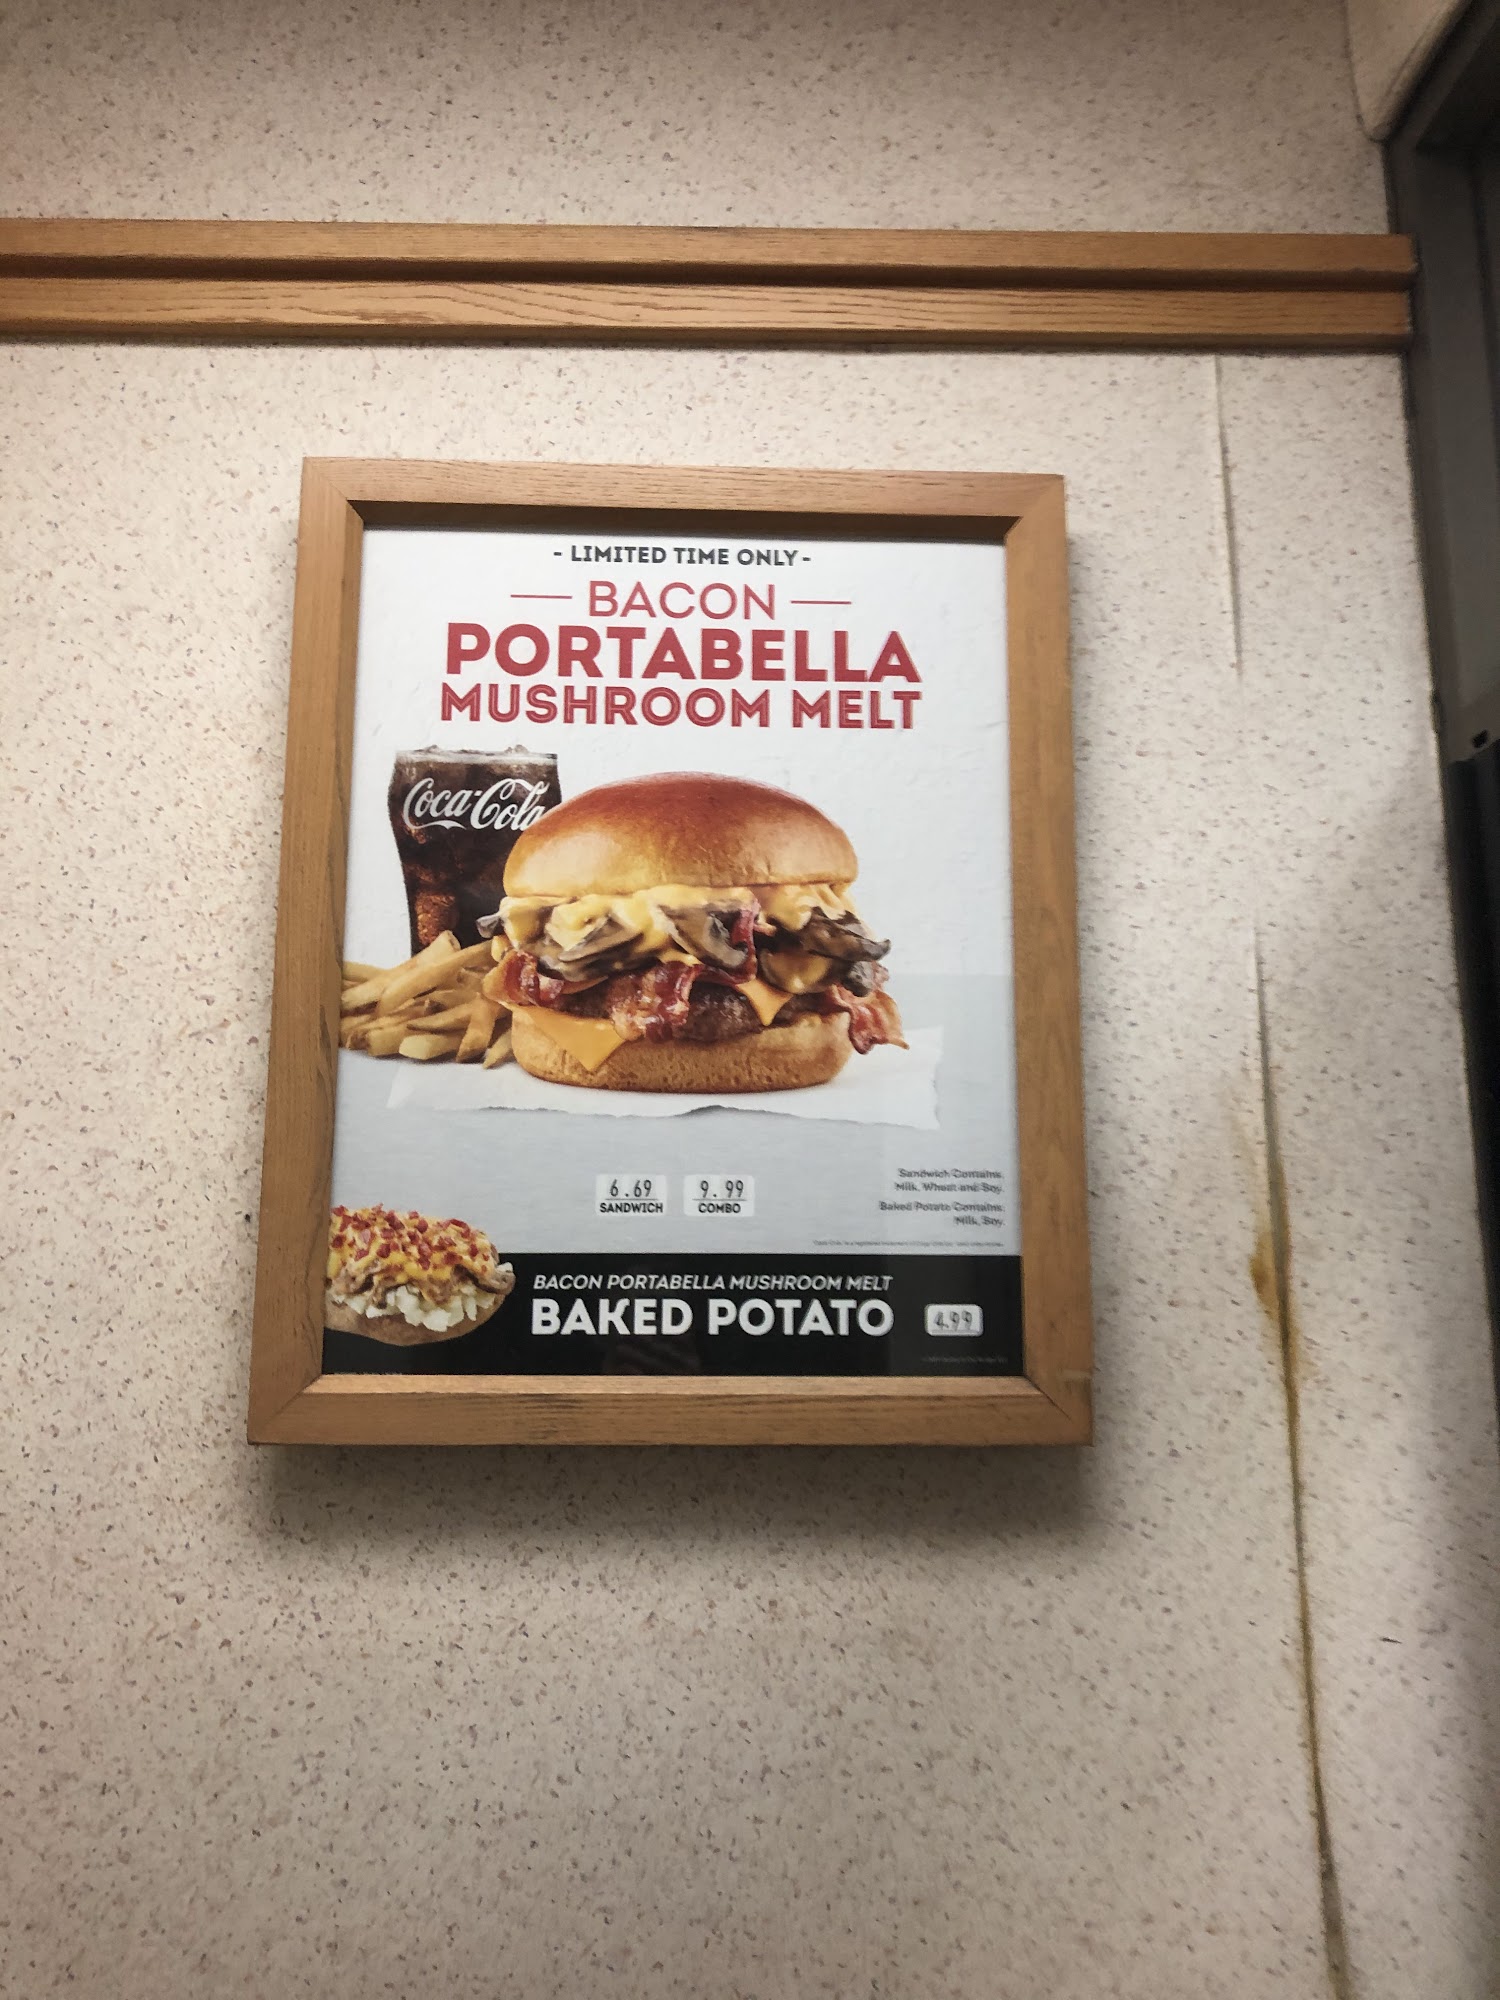 - LIMITED TIME ONLY -
BACON
PORTABELLA
MUSHROOM MELT
Coca-Cola
6.69
SANDWICH
9.99
COMBO
Sandwich Contains:
Milk, Wheat and Soy.
Baked Potato Contains:
Milk, Soy.
BACON PORTABELLA MUSHROOM MELT
BAKED POTATO
4.99